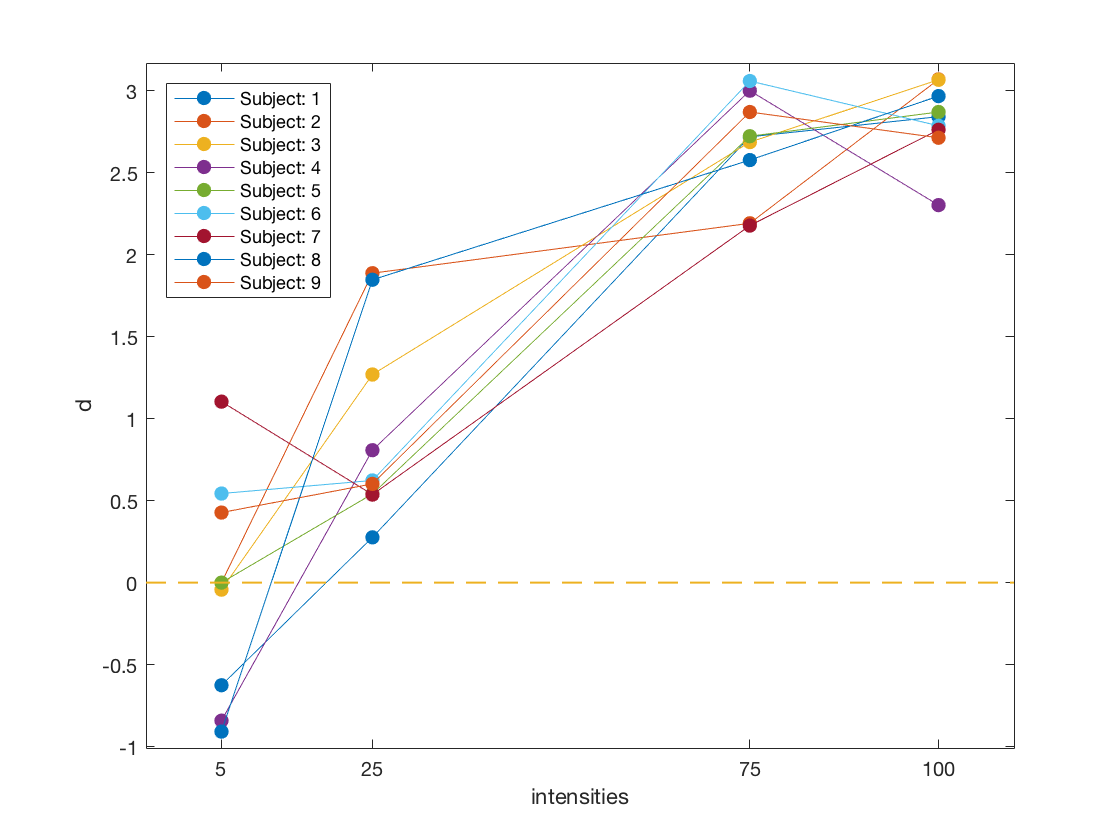 3
2.5
2
1.5
1
0.5
0
-0.5
-1
d
Subject: 1
Subject: 2
Subject: 3
Subject: 4
Subject: 5
Subject: 6
Subject: 7
Subject: 8
Subject: 9
5 25 75 100
intensities